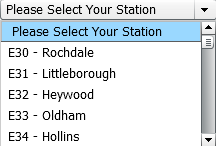 Please Select Your Station
Please Select Your Station
E30 - Rochdale
E31 - Littleborough
E32 - Heywood
E33 - Oldham
E34 - Hollins